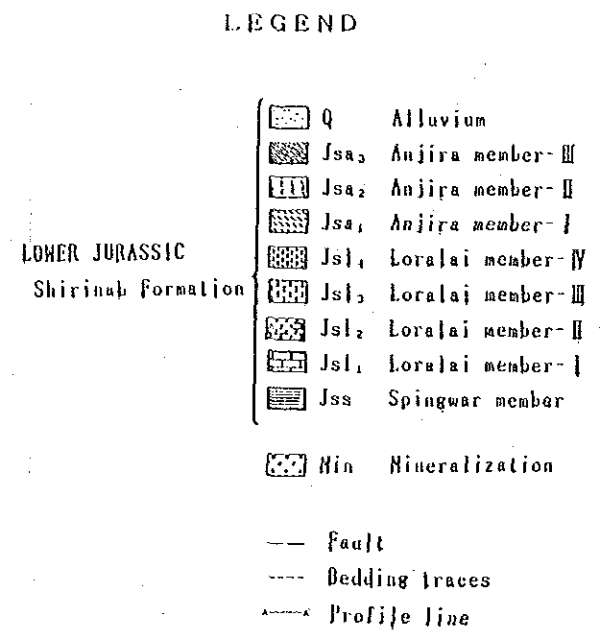 LEGEND
Q Alluvium
Jsa₃ Anjira member-Ⅲ
Jsa₂ Anjira member-Ⅱ
Jsa₁ Anjira member-Ⅰ
LOWER JURASSIC
Jsl₄ Loralai member-Ⅳ
Shirinab Formation
Jsl₃ Loralai member-Ⅲ
Jsl₂ Loralai member-Ⅱ
Jsl₁ Loralai member-Ⅰ
Jss Spingwar member
Min Mineralization
Fault
Bedding traces
A A' Profile line